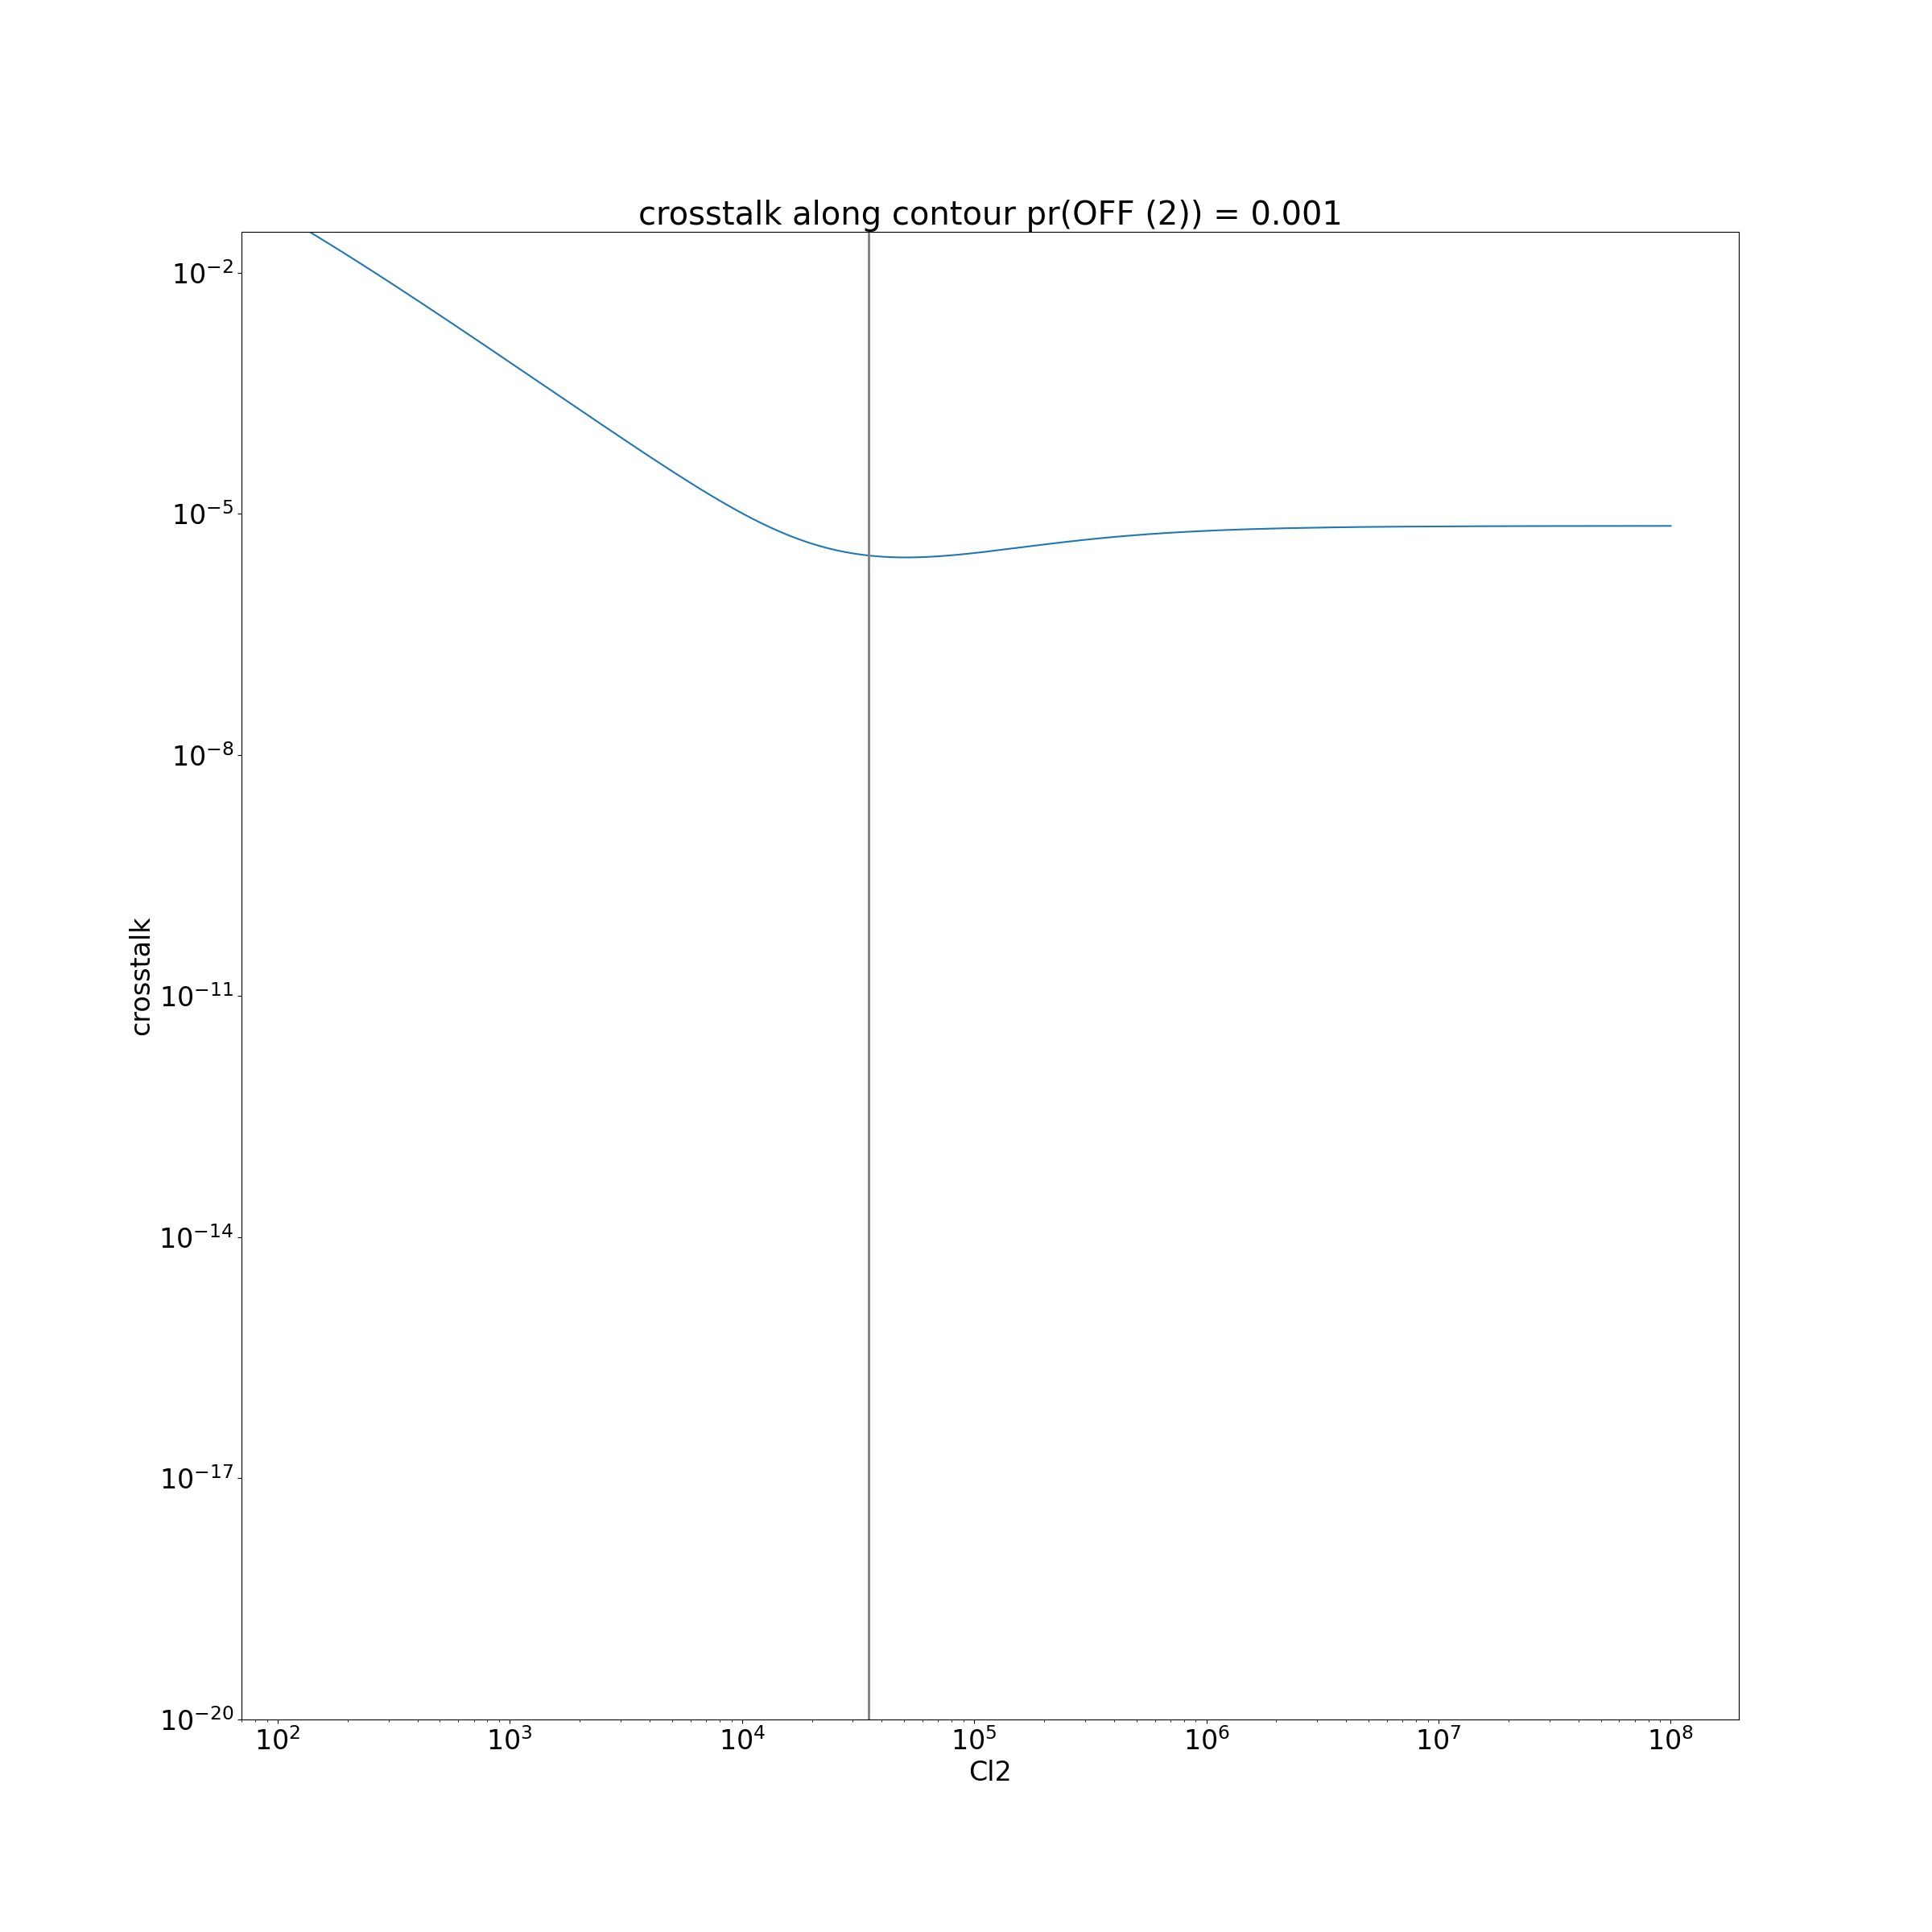 crosstalk along contour pr(OFF (2)) = 0.001
10⁻²
10⁻⁵
10⁻⁸
10⁻¹¹
10⁻¹⁴
10⁻¹⁷
10⁻²⁰
crosstalk
10² 10³ 10⁴ 10⁵ 10⁶ 10⁷ 10⁸
Cl2